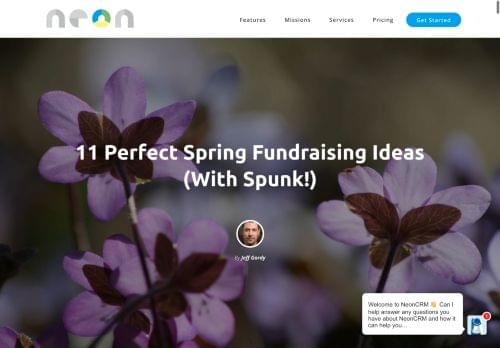 neon
Features Missions Services Pricing Get Started
11 Perfect Spring Fundraising Ideas
(With Spunk!)
By Jeff Gordy
Welcome to NeonCRM 👋 Can I
help answer any questions you
have about NeonCRM and how it
can help you...
1